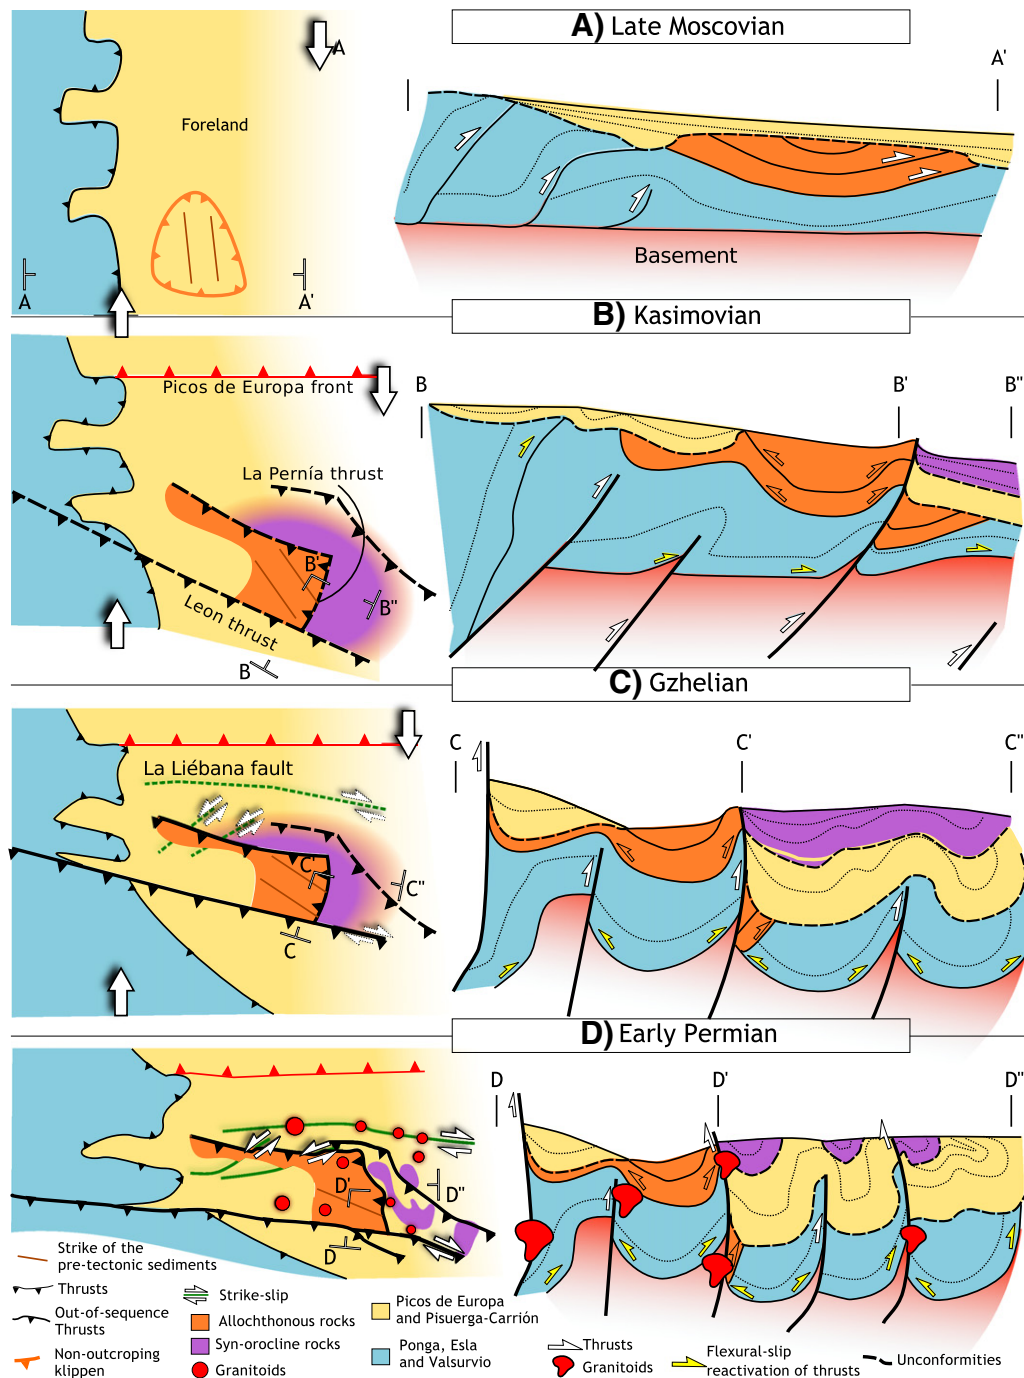 A) Late Moscovian
A
A'
Foreland
A
A'
Basement
B) Kasimovian
Picos de Europa front
B
B'
B"
La Pernía thrust
B'
B"
Leon thrust
B
C) Gzhelian
C
C'
C"
La Liébana fault
C'
C"
C
D) Early Permian
D
D'
D"
D'
D"
D
Strike of the
pre-tectonic sediments
Thrusts
Out-of-sequence
Thrusts
Non-outcroping
klippen
Strike-slip
Allochthonous rocks
Syn-orocline rocks
Granitoids
Picos de Europa
and Pisuerga-Carrión
Ponga, Esla
and Valsurvio
Thrusts
Granitoids
Flexural-slip
reactivation of thrusts
Unconformities